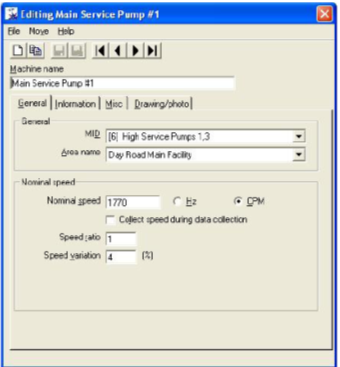 Editing Main Service Pump #1
File Move Help
Machine name
Main Service Pump #1
General Information Misc Drawing/photo
General
MID [6] High Service Pumps 1,3
Area name Day Road Main Facility
Nominal speed
Nominal speed 1770 Hz CPM
Collect speed during data collection
Speed ratio 1
Speed variation 4 (%)